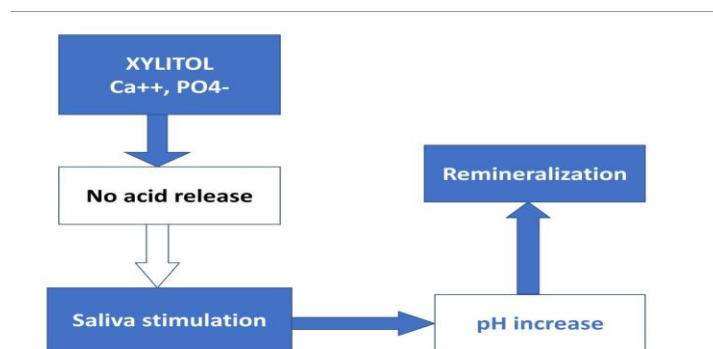 XYLITOL
Ca++, PO4-
No acid release
Saliva stimulation
pH increase
Remineralization